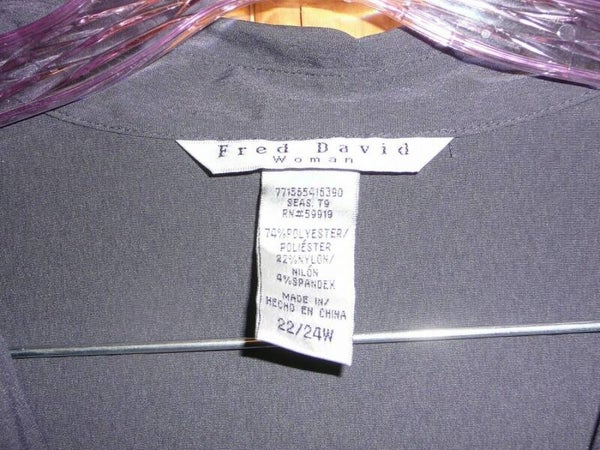 Fred David
Woman
771555415390
SEAS. T9
RN#59919
74%POLYESTER/
POLIÉSTER
22%NYLON/
NILÓN
4%SPANDEX
MADE IN/
HECHO EN CHINA
22/24W